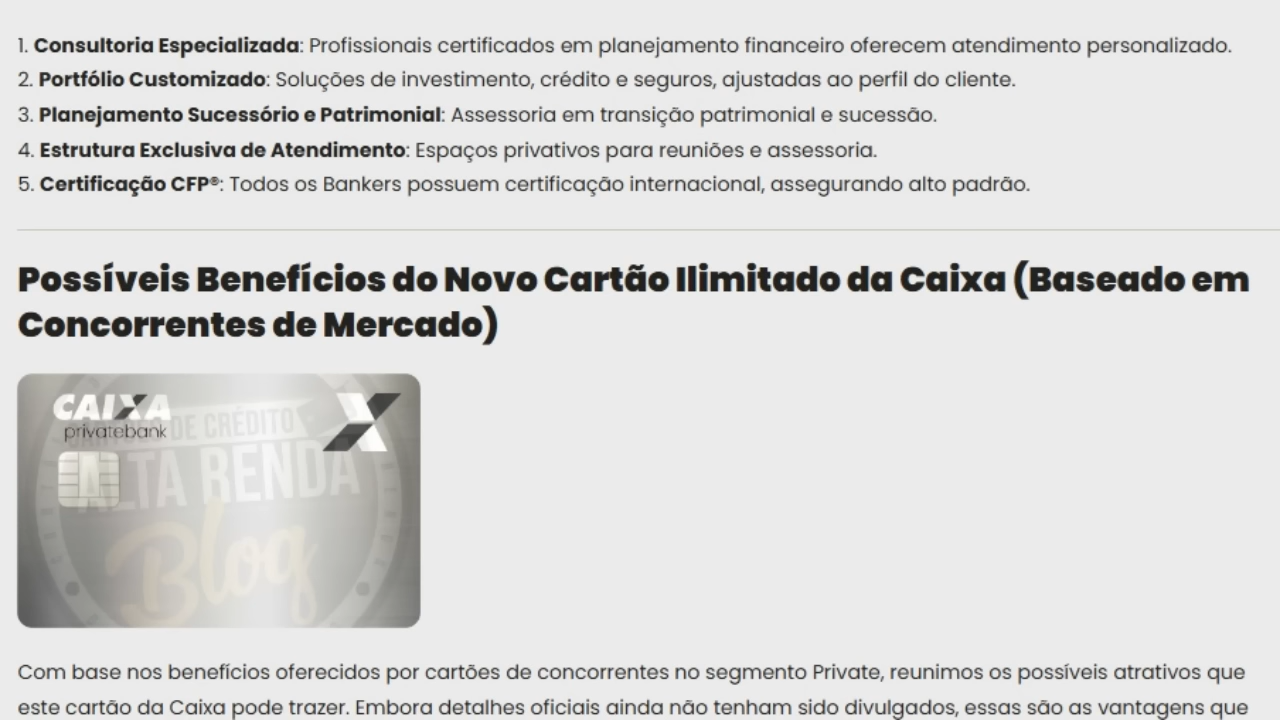 1. Consultoria Especializada: Profissionais certificados em planejamento financeiro oferecem atendimento personalizado.
2. Portfólio Customizado: Soluções de investimento, crédito e seguros, ajustadas ao perfil do cliente.
3. Planejamento Sucessório e Patrimonial: Assessoria em transição patrimonial e sucessão.
4. Estrutura Exclusiva de Atendimento: Espaços privativos para reuniões e assessoria.
5. Certificação CFP®: Todos os Bankers possuem certificação internacional, assegurando alto padrão.
Possíveis Benefícios do Novo Cartão Ilimitado da Caixa (Baseado em
Concorrentes de Mercado)
CAIXA
privatebank
DE CRÉDITO
ALTA RENDA
Blog
Com base nos benefícios oferecidos por cartões de concorrentes no segmento Private, reunimos os possíveis atrativos que
este cartão da Caixa pode trazer. Embora detalhes oficiais ainda não tenham sido divulgados, essas são as vantagens que